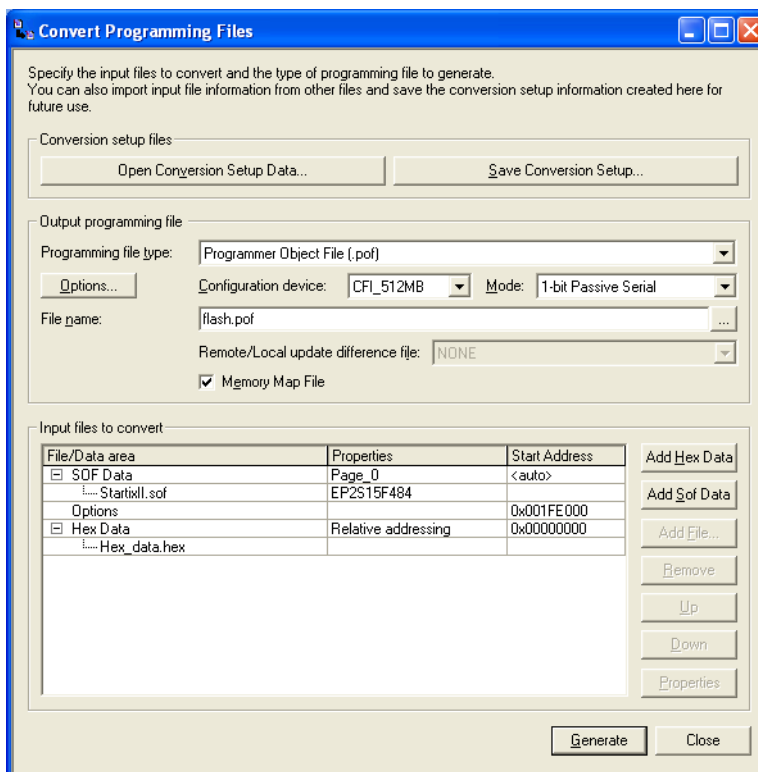 Convert Programming Files
Specify the input files to convert and the type of programming file to generate.
You can also import input file information from other files and save the conversion setup information created here for
future use.
Conversion setup files
Open Conversion Setup Data...
Save Conversion Setup...
Output programming file
Programming file type:
Programmer Object File (.pof)
Options...
Configuration device:
CFI_512MB
Mode:
1-bit Passive Serial
File name:
flash.pof
...
Remote/Local update difference file:
NONE
Memory Map File
Input files to convert
File/Data area Properties Start Address
SOF Data Page_0 <auto>
StartixII.sof EP2S15F484
Options 0x001FE000
Hex Data Relative addressing 0x00000000
Hex_data.hex
Add Hex Data
Add Sof Data
Add File...
Remove
Up
Down
Properties
Generate
Close